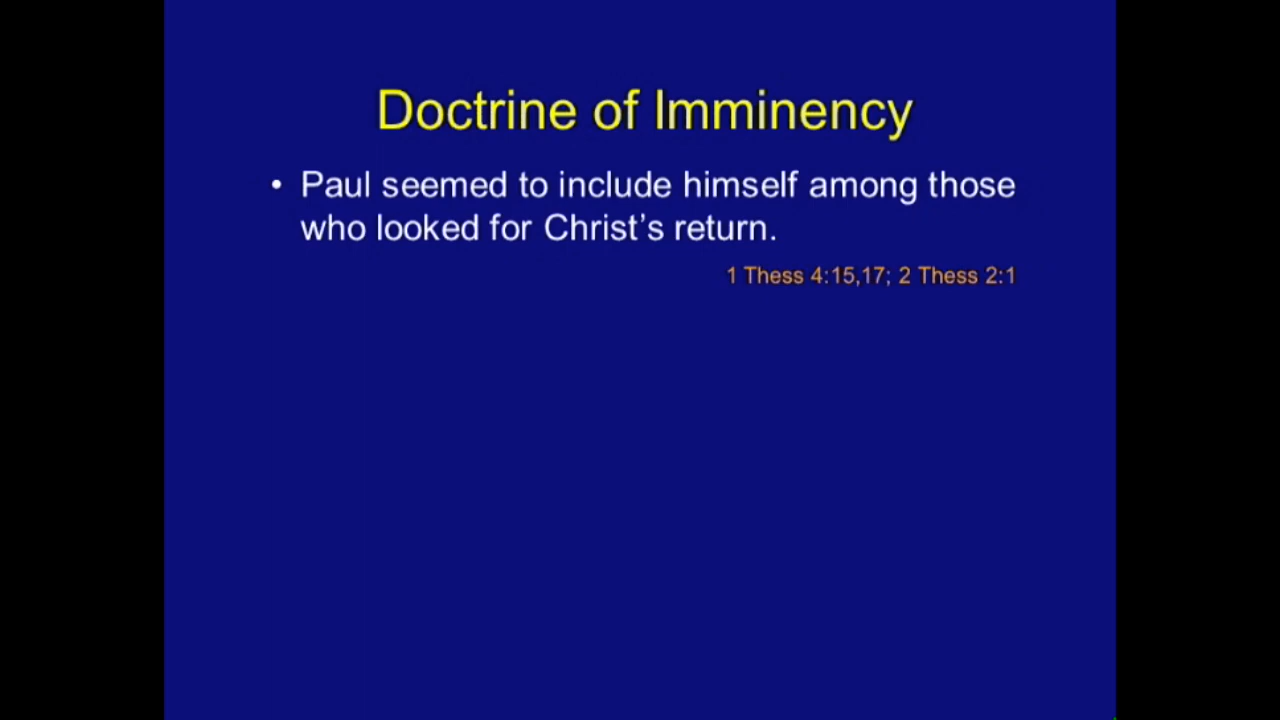 Doctrine of Imminency
• Paul seemed to include himself among those
who looked for Christ’s return.
1 Thess 4:15,17; 2 Thess 2:1